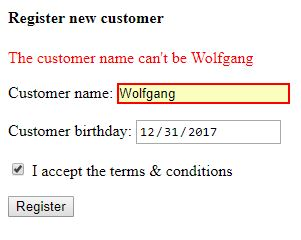 Register new customer
The customer name can't be Wolfgang
Customer name: Wolfgang
Customer birthday: 12/31/2017
I accept the terms & conditions
Register